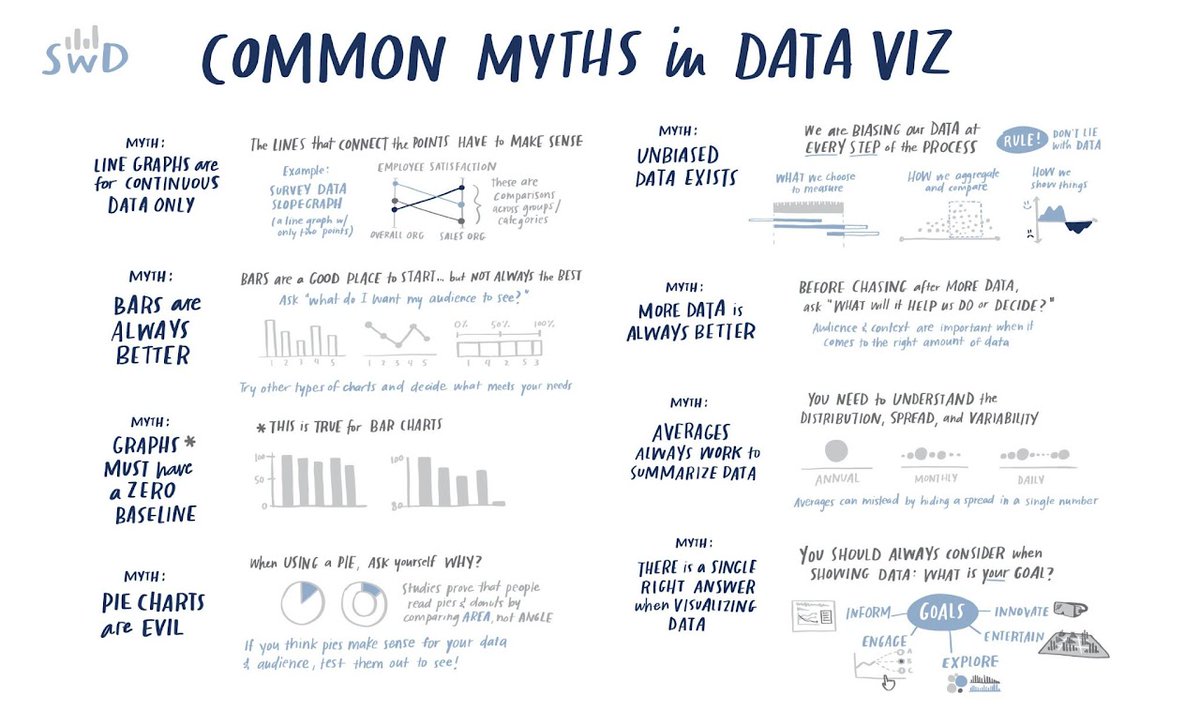 SWD
COMMON MYTHS in DATA VIZ
MYTH:
LINE GRAPHS are
for CONTINUOUS
DATA ONLY
The LINES that CONNECT the POINTS HAVE to MAKE SENSE
Example:
SURVEY DATA
SLOPEGRAPH
(a line graph w/
only two points)
EMPLOYEE SATISFACTION
OVERALL ORG
SALES ORG
These are
comparisons
across groups/
categories
MYTH:
BARS are
ALWAYS
BETTER
BARS are a GOOD PLACE to START... but NOT ALWAYS the BEST
Ask "what do I want my audience to see?"
1 2 3 4 5
1 2 3 4 5
0% 50% 100%
1 4 2 5 3
Try other types of charts and decide what meets your needs
MYTH:
GRAPHS *
MUST have
a ZERO
BASELINE
* THIS is TRUE for BAR CHARTS
100
50
0
100
80
MYTH:
PIE CHARTS
are EVIL
When USING a PIE, ASK yourself WHY?
Studies prove that people
read pies & donuts by
comparing AREA, not ANGLE
If you think pies make sense for your data
& audience, test them out to see!
MYTH:
UNBIASED
DATA EXISTS
We are BIASING our DATA at
EVERY STEP of the PROCESS
RULE!
DON'T LIE
with DATA
WHAT we choose
to measure
HOW we aggregate
and compare
HOW we
show things
MYTH:
MORE DATA is
ALWAYS BETTER
BEFORE CHASING after MORE DATA,
ask "WHAT will it HELP us DO or DECIDE?"
Audience & context are important when it
comes to the right amount of data
MYTH:
AVERAGES
ALWAYS WORK to
SUMMARIZE DATA
YOU NEED to UNDERSTAND the
DISTRIBUTION, SPREAD, and VARIABILITY
ANNUAL
MONTHLY
DAILY
Averages can mislead by hiding a spread in a single number
MYTH:
THERE is a SINGLE
RIGHT ANSWER
when VISUALIZING
DATA
YOU SHOULD ALWAYS CONSIDER when
SHOWING DATA: WHAT is your GOAL?
GOALS
INFORM
ENGAGE
EXPLORE
ENTERTAIN
INNOVATE
A
B
C